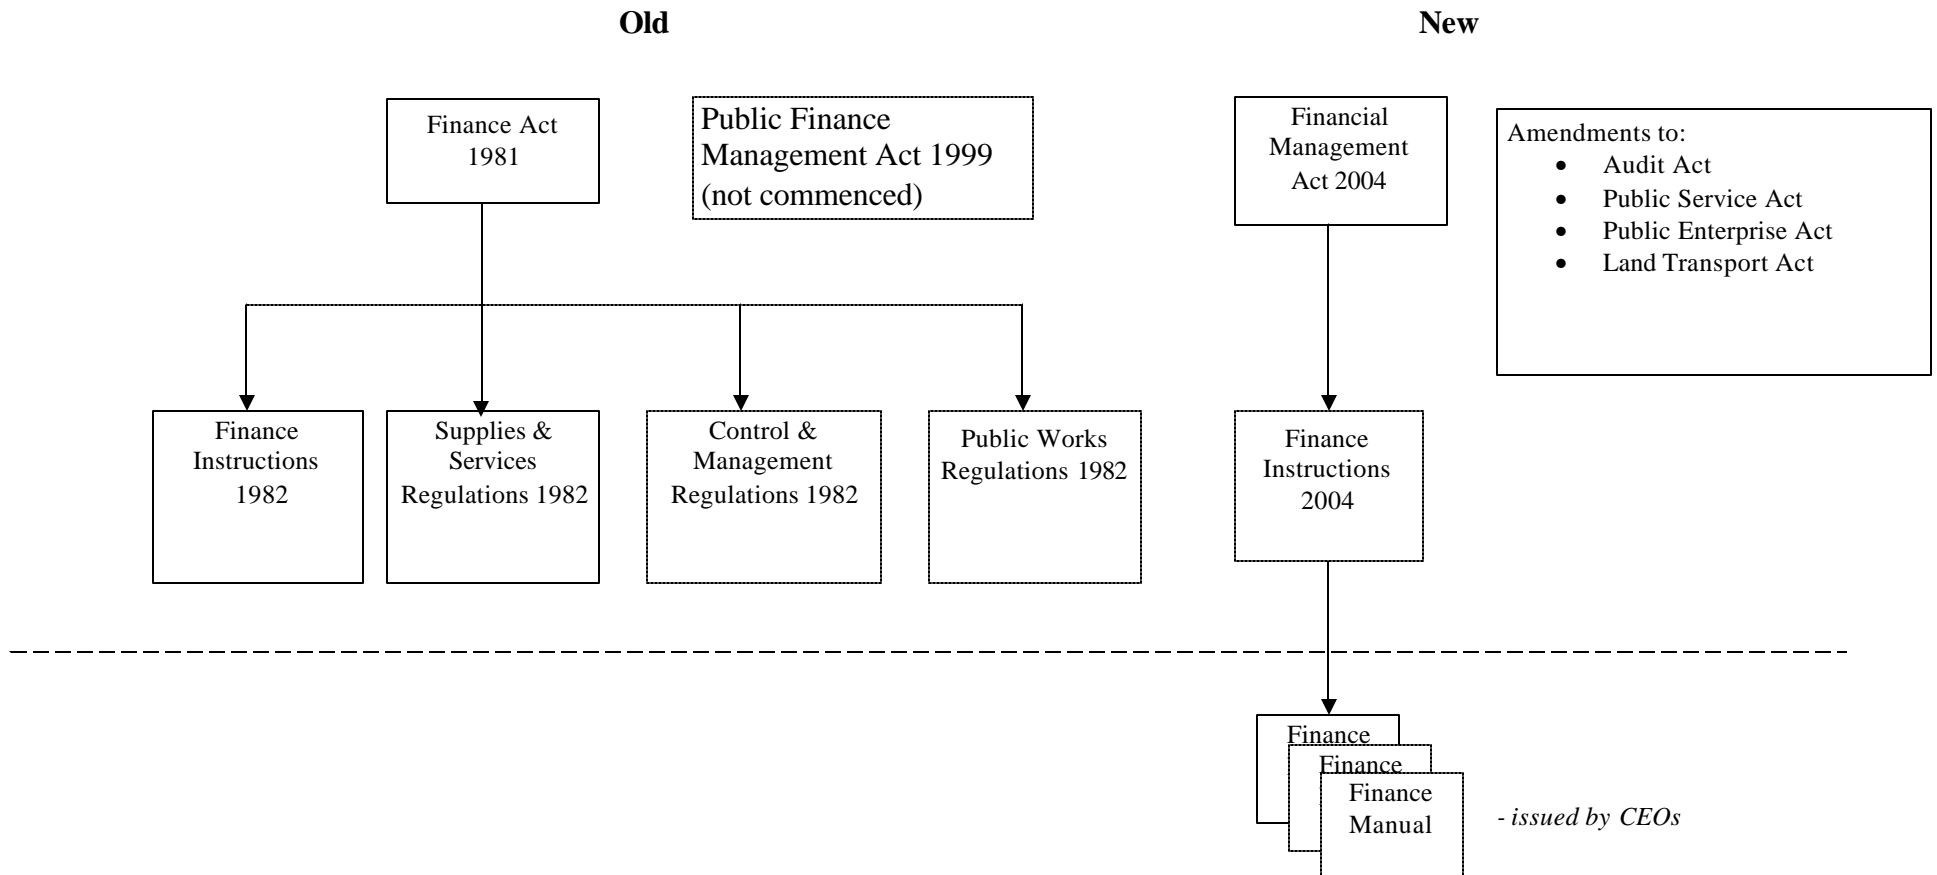 Old
New
Finance Act
1981
Public Finance
Management Act 1999
(not commenced)
Financial
Management
Act 2004
Amendments to:
• Audit Act
• Public Service Act
• Public Enterprise Act
• Land Transport Act
Finance
Instructions
1982
Supplies &
Services
Regulations 1982
Control &
Management
Regulations 1982
Public Works
Regulations 1982
Finance
Instructions
2004
Finance
Finance
Finance
Manual
- issued by CEOs